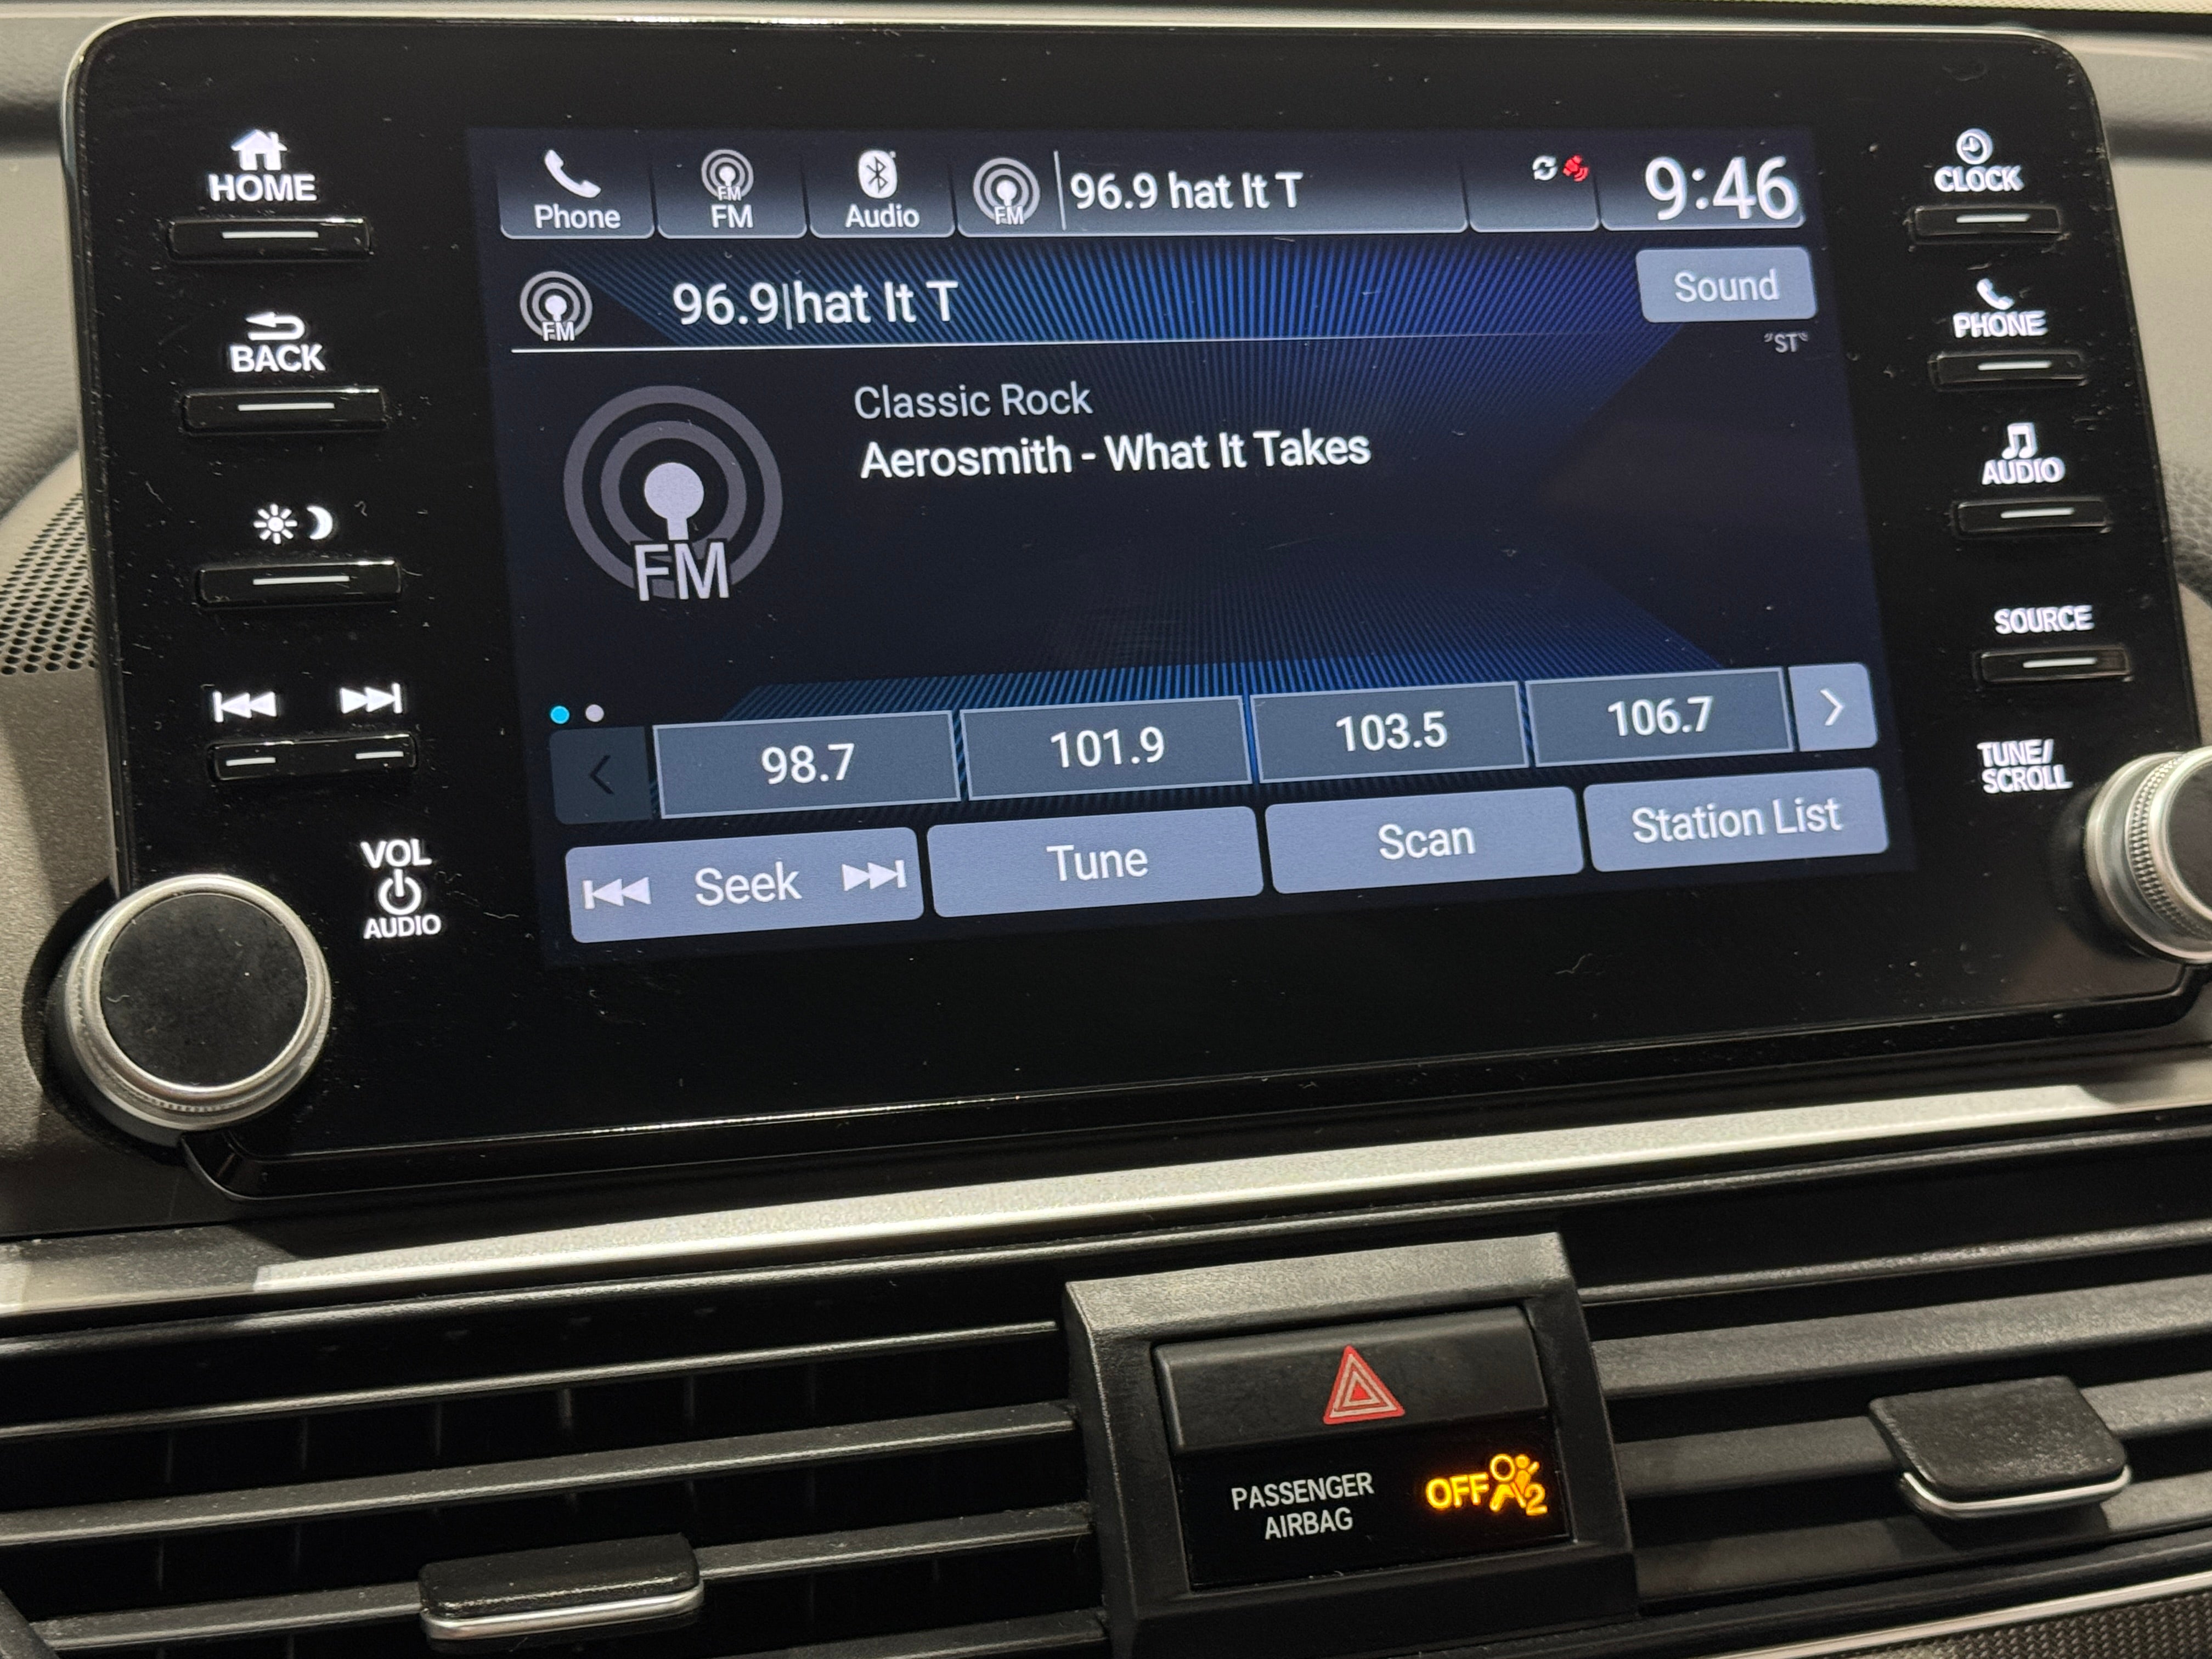 HOME
BACK
VOL
AUDIO
Phone
FM
FM
Audio
FM
96.9 hat It T
9:46
FM
96.9|hat It T
Sound
"ST"
Classic Rock
Aerosmith - What It Takes
FM
98.7
101.9
103.5
106.7
Seek
Tune
Scan
Station List
CLOCK
PHONE
AUDIO
SOURCE
TUNE/
SCROLL
PASSENGER
AIRBAG
OFF
2